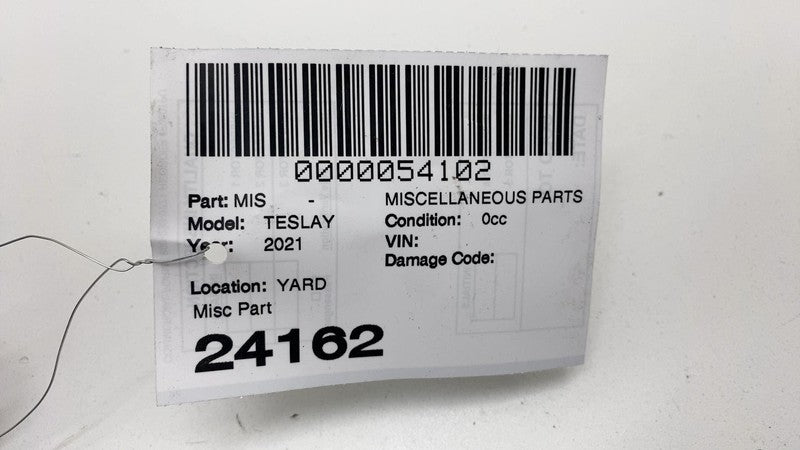 0000054102
Part: MIS - MISCELLANEOUS PARTS
Model: TESLAY Condition: 0cc
Year: 2021 VIN:
Damage Code:
Location: YARD
Misc Part
24162